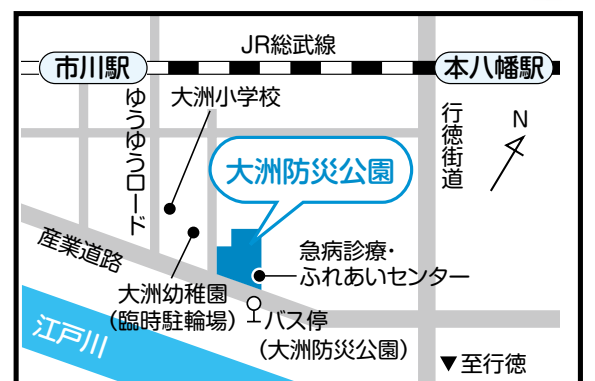 JR総武線
市川駅
本八幡駅
大洲小学校
ゆうゆうロード
行徳街道
N
大洲防災公園
産業道路
急病診療・
ふれあいセンター
大洲幼稚園
(臨時駐輪場)
バス停
(大洲防災公園)
江戸川
▼至行徳